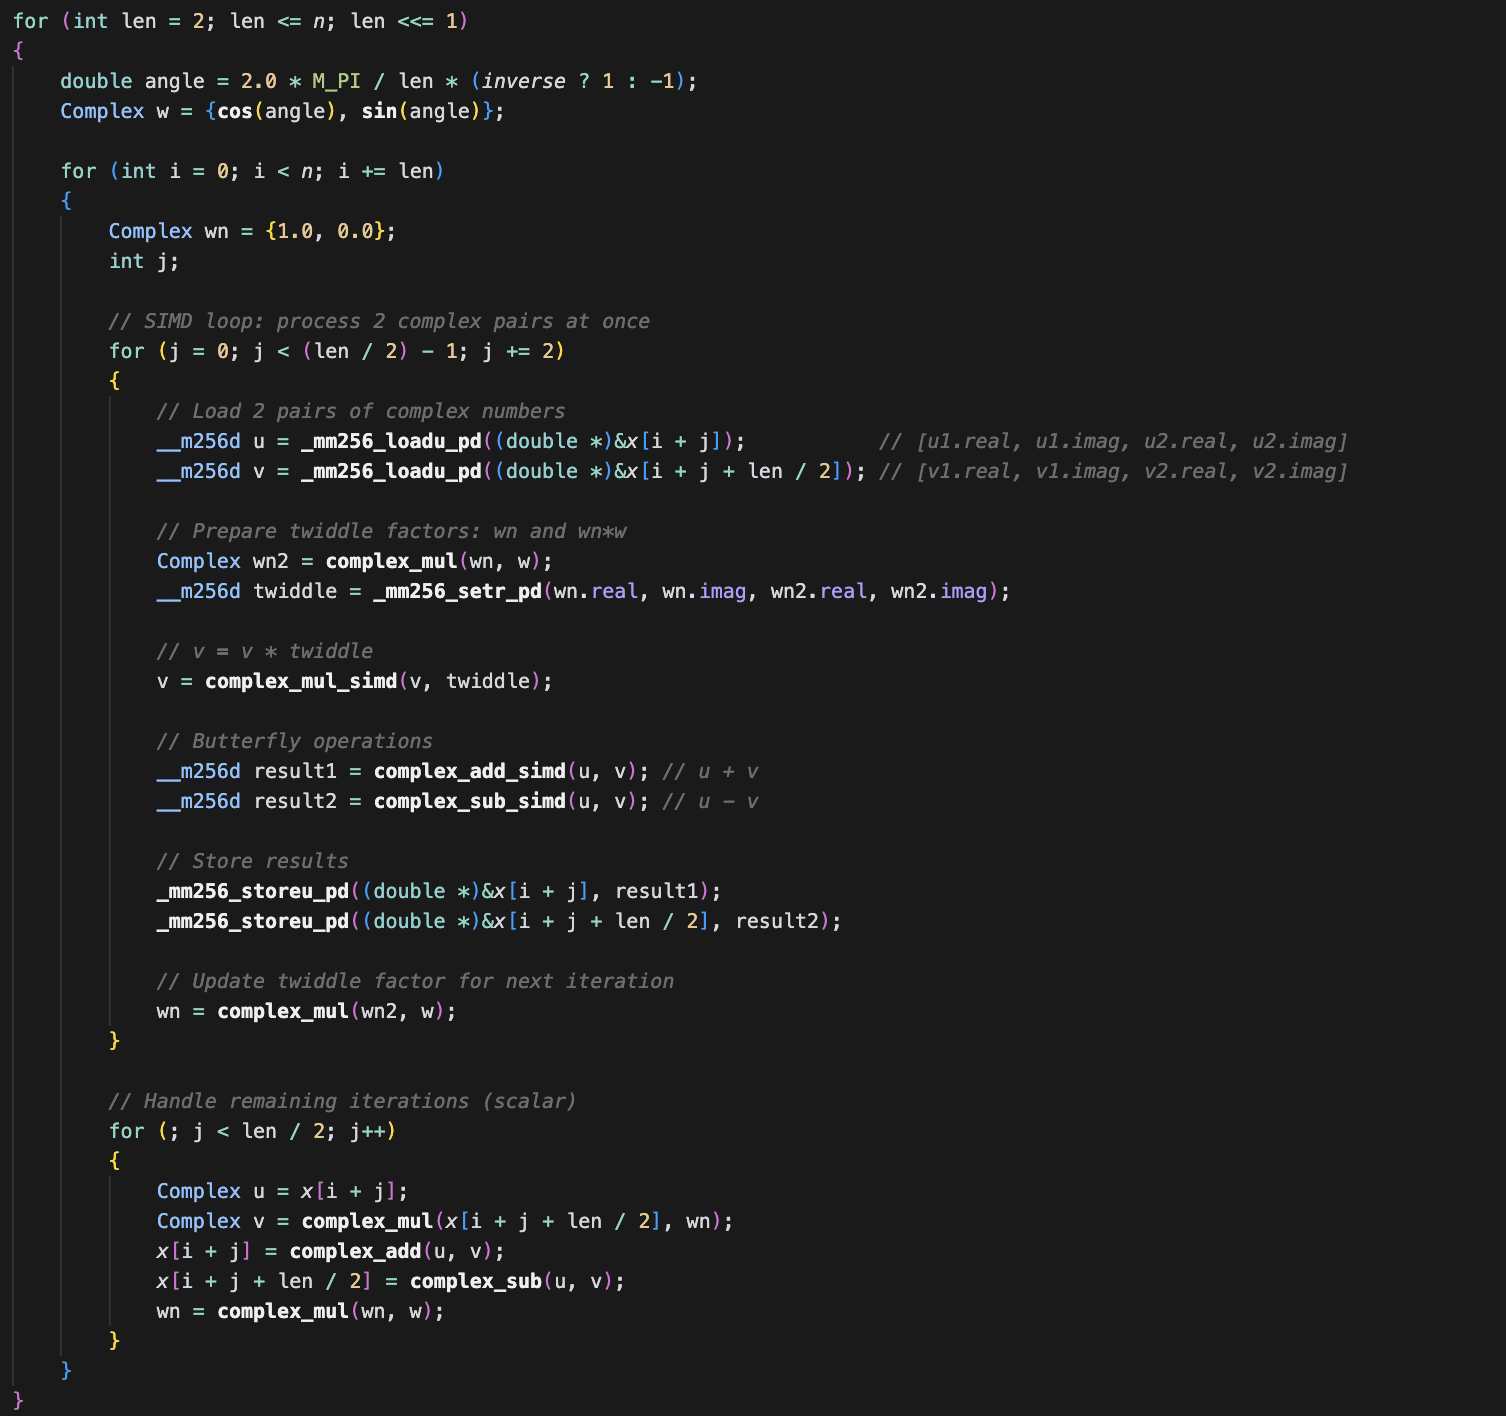 for (int len = 2; len <= n; len <<= 1)
{
    double angle = 2.0 * M_PI / len * (inverse ? 1 : -1);
    Complex w = {cos(angle), sin(angle)};

    for (int i = 0; i < n; i += len)
    {
        Complex wn = {1.0, 0.0};
        int j;

        // SIMD loop: process 2 complex pairs at once
        for (j = 0; j < (len / 2) - 1; j += 2)
        {
            // Load 2 pairs of complex numbers
            __m256d u = _mm256_loadu_pd((double *)&x[i + j]);           // [u1.real, u1.imag, u2.real, u2.imag]
            __m256d v = _mm256_loadu_pd((double *)&x[i + j + len / 2]); // [v1.real, v1.imag, v2.real, v2.imag]

            // Prepare twiddle factors: wn and wn*w
            Complex wn2 = complex_mul(wn, w);
            __m256d twiddle = _mm256_setr_pd(wn.real, wn.imag, wn2.real, wn2.imag);

            // v = v * twiddle
            v = complex_mul_simd(v, twiddle);

            // Butterfly operations
            __m256d result1 = complex_add_simd(u, v); // u + v
            __m256d result2 = complex_sub_simd(u, v); // u - v

            // Store results
            _mm256_storeu_pd((double *)&x[i + j], result1);
            _mm256_storeu_pd((double *)&x[i + j + len / 2], result2);

            // Update twiddle factor for next iteration
            wn = complex_mul(wn2, w);
        }

        // Handle remaining iterations (scalar)
        for (; j < len / 2; j++)
        {
            Complex u = x[i + j];
            Complex v = complex_mul(x[i + j + len / 2], wn);
            x[i + j] = complex_add(u, v);
            x[i + j + len / 2] = complex_sub(u, v);
            wn = complex_mul(wn, w);
        }
    }
}